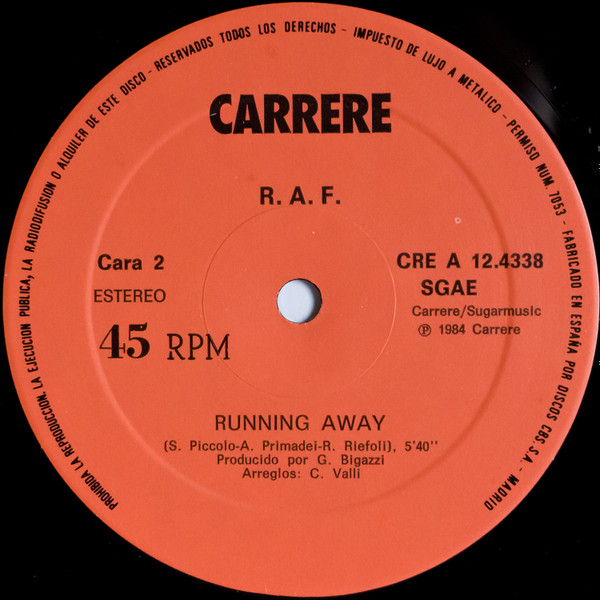 PROHIBIDA LA REPRODUCCION, LA EJECUCION PUBLICA, LA RADIODIFUSION O ALQUILER DE ESTE DISCO - RESERVADOS TODOS LOS DERECHOS - IMPUESTO DE LUJO A METALICO - PERMISO NUM. 7053 - FABRICADO EN ESPAÑA POR DISCOS CBS. S.A. - MADRID
CARRERE
R. A. F.
Cara 2
ESTEREO
45 RPM
CRE A 12.4338
SGAE
Carrere/Sugarmusic
℗ 1984 Carrere
RUNNING AWAY
(S. Piccolo-A. Primadei-R. Riefoli), 5'40''
Producido por G. Bigazzi
Arreglos: C. Valli